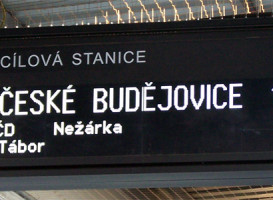 CÍLOVÁ STANICE
ČESKÉ BUDĚJOVICE
ČD Nežárka
Tábor